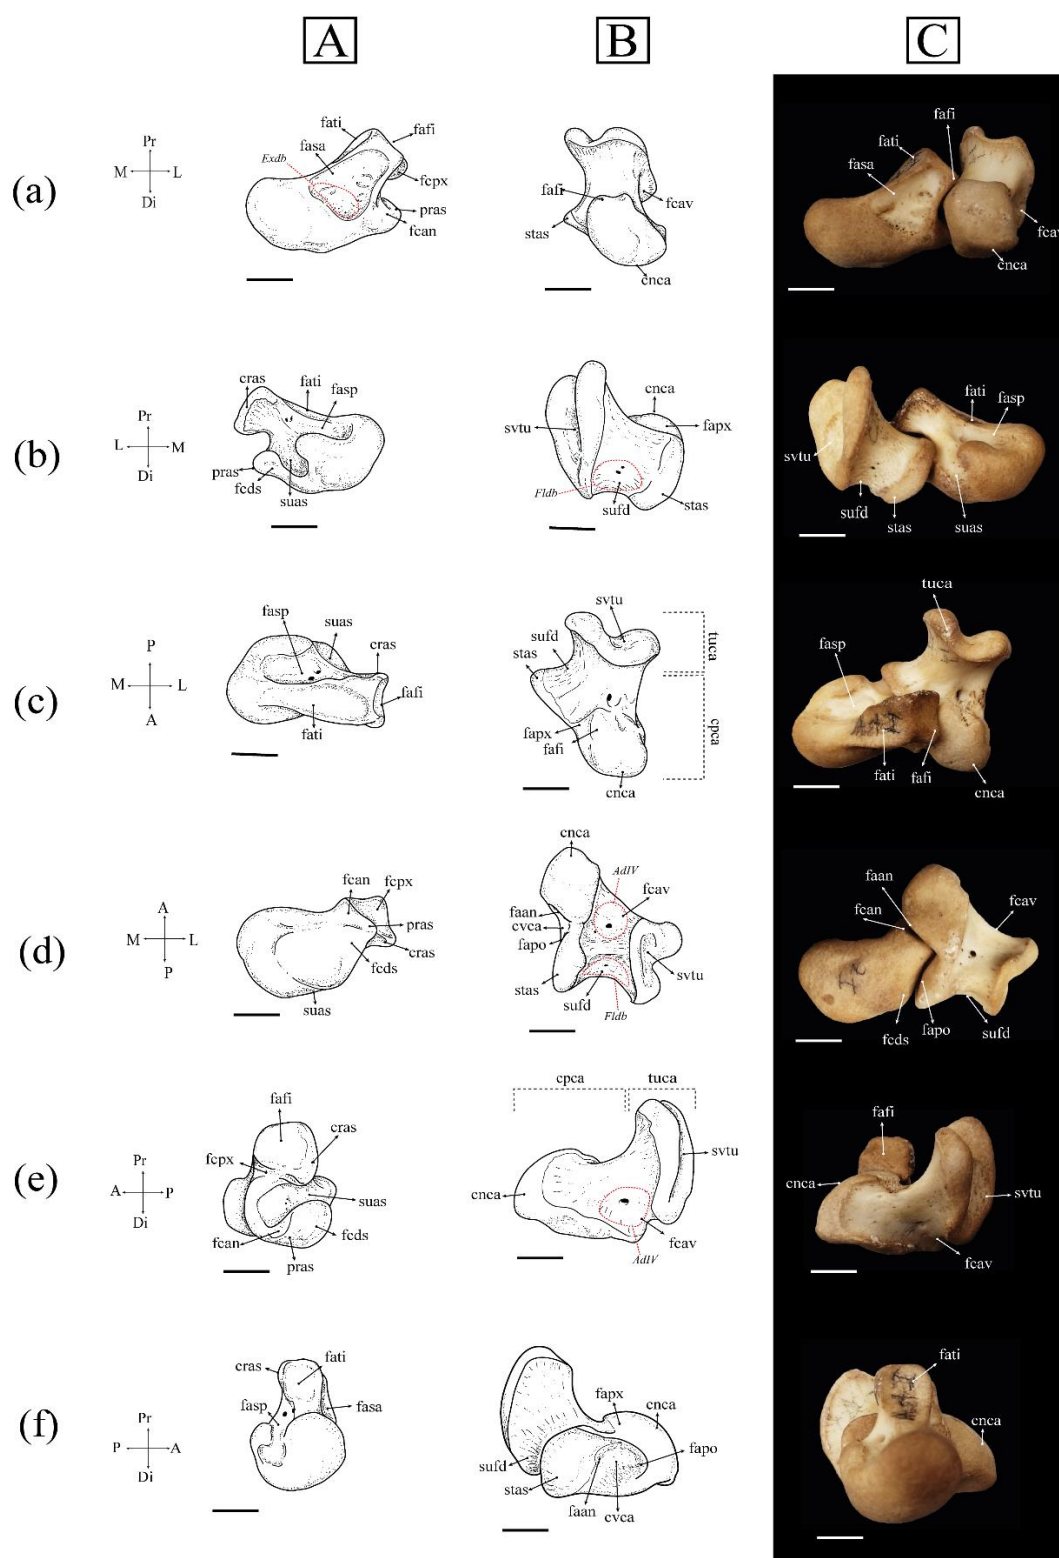 A B C
(a)
Pr
M L
Di
fati
fafi
fasa
Exdb
fcpx
pras
fcan
fafi
stas
fcav
cnca
fafi
fati
fasa
fcav
cnca
(b)
Pr
L M
Di
cras
fati
fasp
pras
fcds
suas
cnca
svtu
fapx
Fldb
sufd
stas
fati
fasp
svtu
sufd
stas
suas
(c)
P
M L
A
fasp
suas
cras
fafi
fati
svtu
sufd
stas
tuca
fapx
fafi
cpca
cnca
tuca
fasp
fati
fafi
cnca
(d)
A
M L
P
fcan
fcpx
pras
cras
fcds
suas
cnca
AdIV
fcav
faan
cvca
fapo
stas
svtu
sufd
Fldb
faan
fcan
fcav
fcds
fapo
sufd
(e)
Pr
A P
Di
fafi
cras
fcpx
suas
fcan
fcds
pras
cpca
tuca
svtu
cnca
fcav
AdIV
fafi
cnca
svtu
fcav
(f)
Pr
P A
Di
cras
fati
fasp
fasa
fapx
cnca
sufd
stas
fapo
faan
cvca
fati
cnca